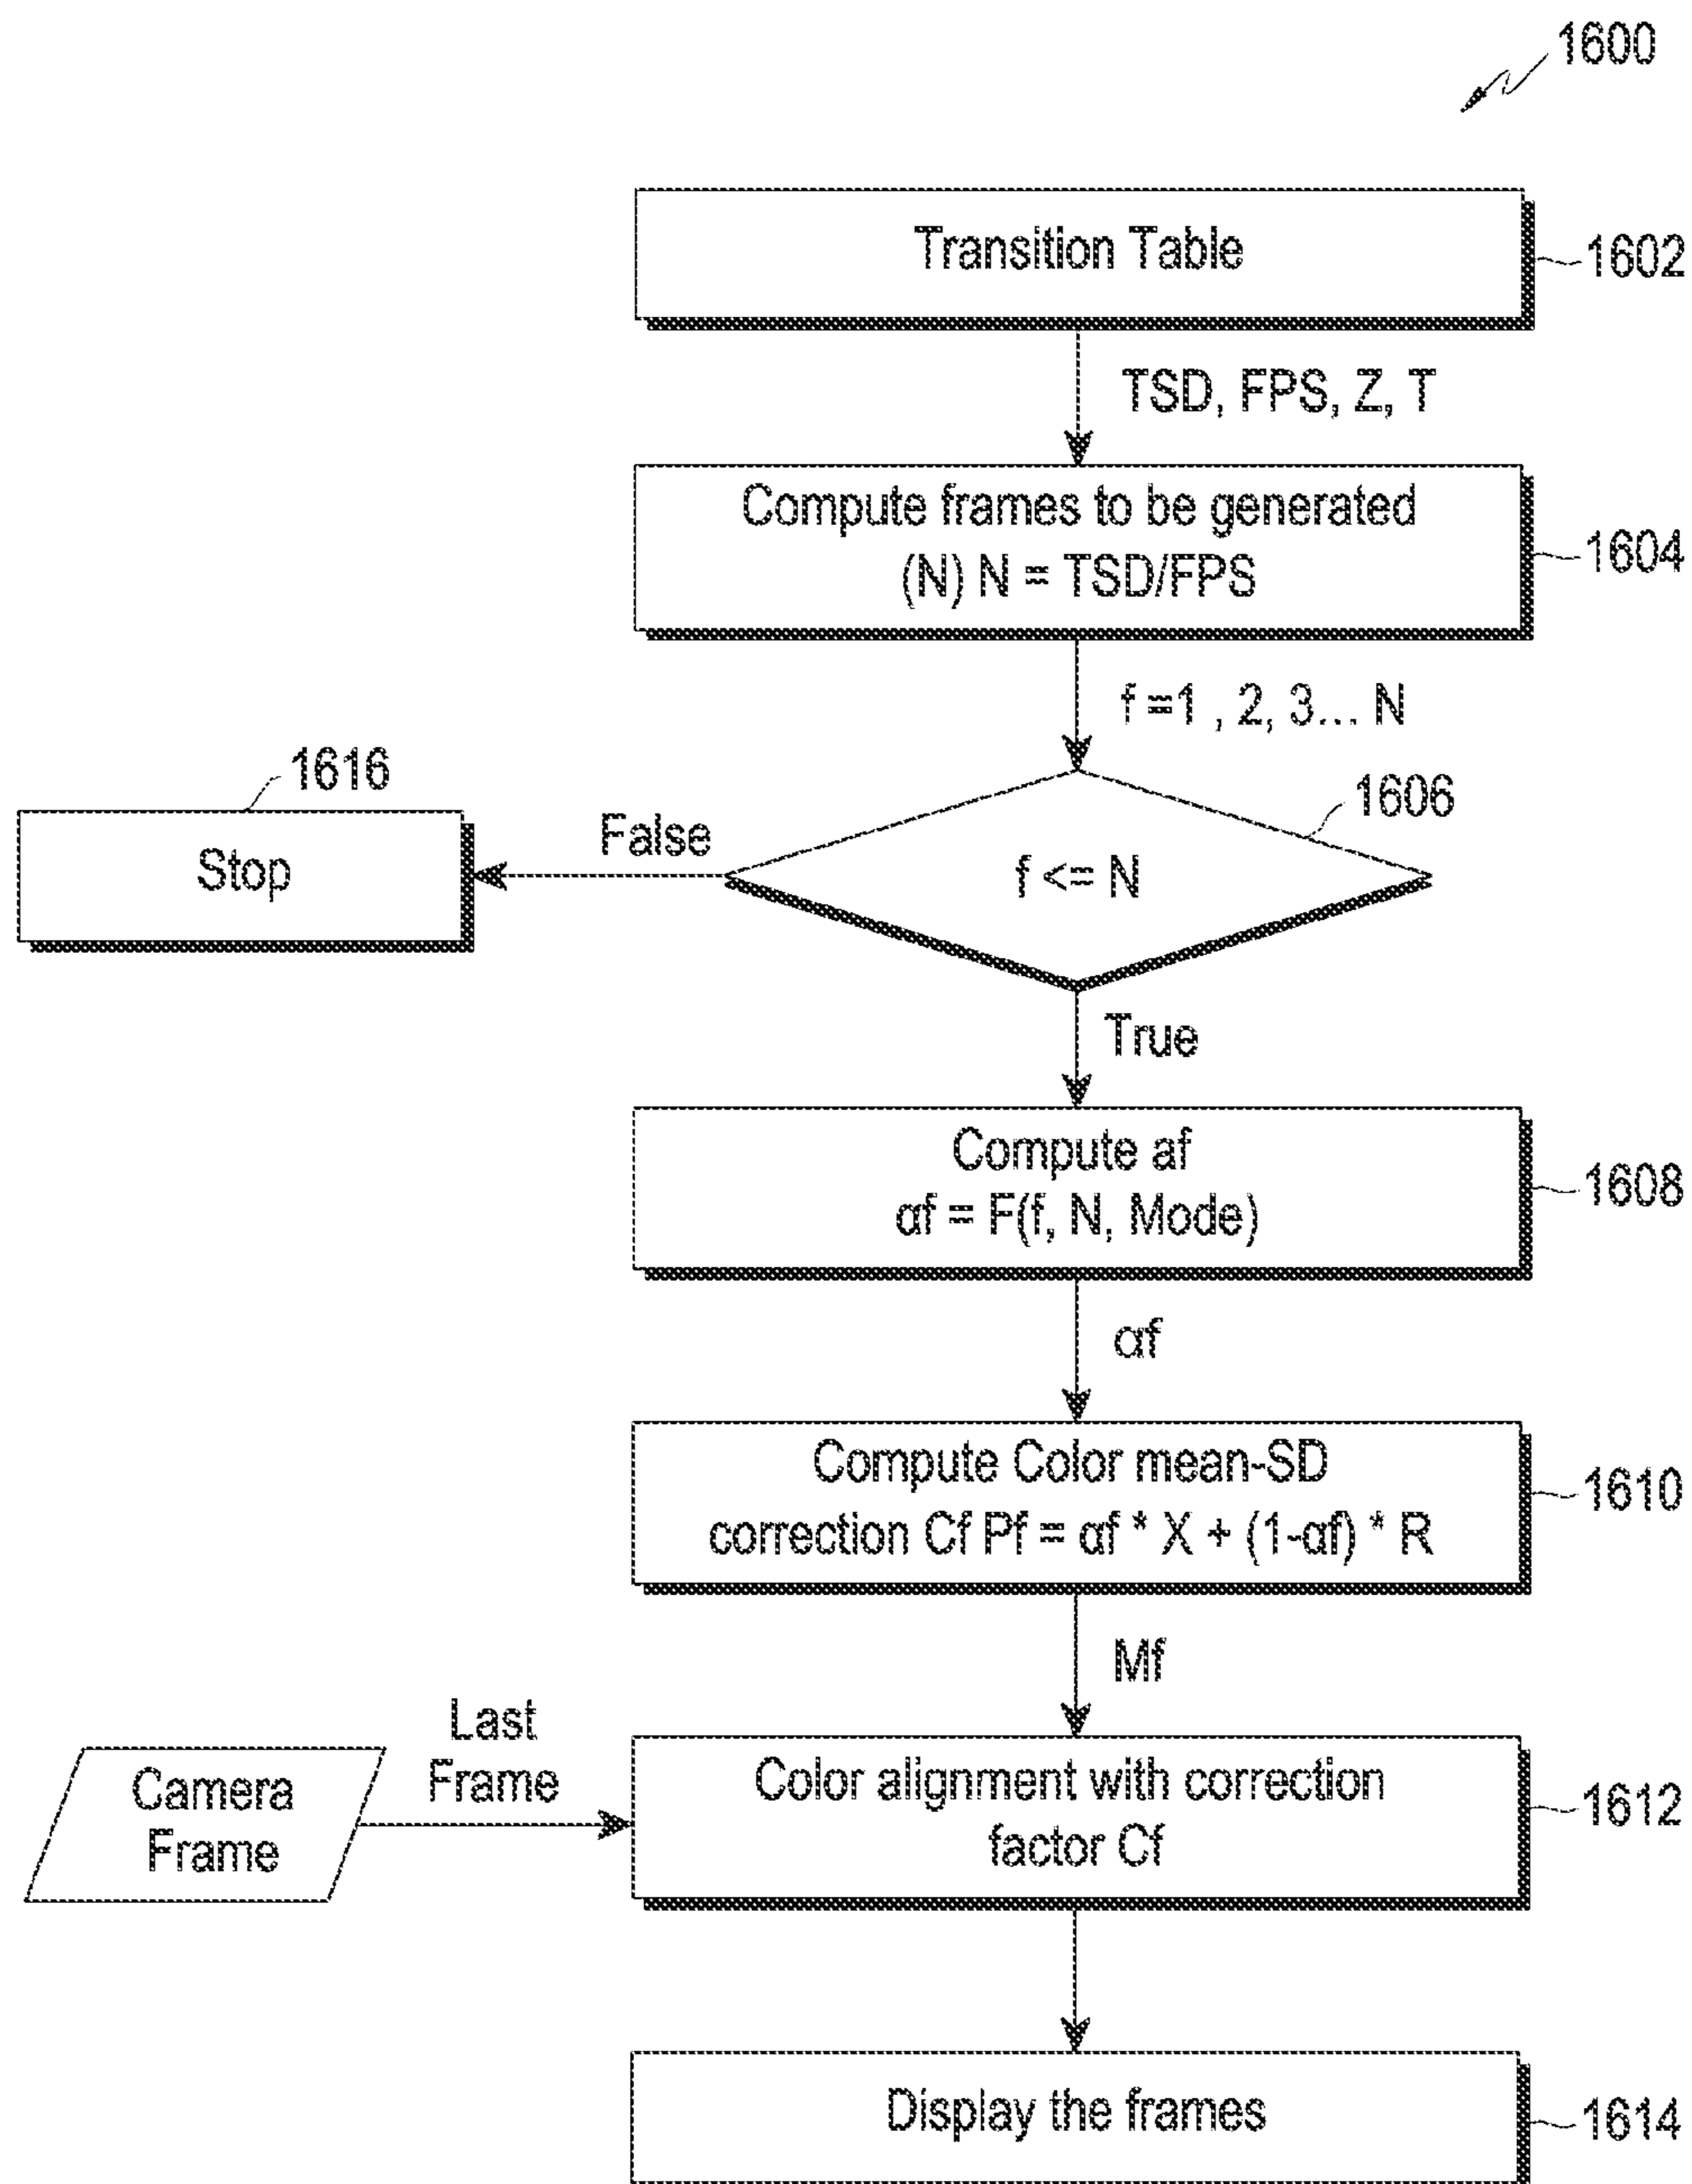 1600
Transition Table
1602
TSD, FPS, Z, T
Compute frames to be generated
(N) N = TSD/FPS
1604
f =1 , 2, 3... N
1616
Stop
False
1606
f <= N
True
Compute af
αf = F(f, N, Mode)
1608
αf
Compute Color mean-SD
correction Cf Pf = αf * X + (1-αf) * R
1610
Mf
Camera
Frame
Last
Frame
Color alignment with correction
factor Cf
1612
Display the frames
1614